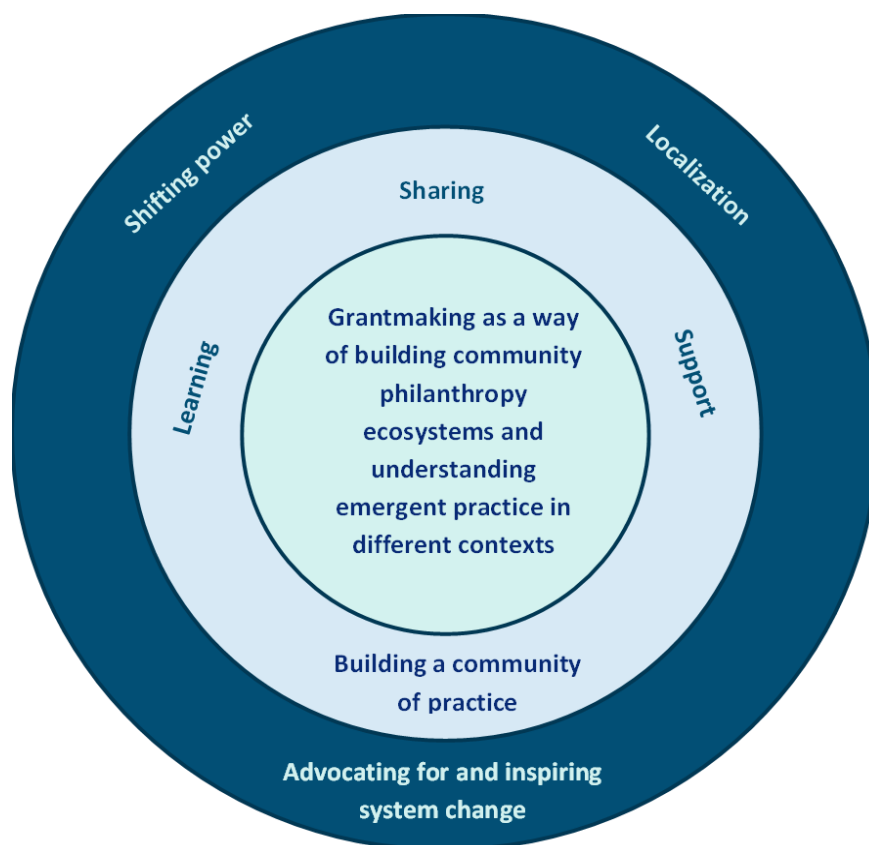 Shifting power
Localization
Sharing
Learning
Support
Grantmaking as a way
of building community
philanthropy
ecosystems and
understanding
emergent practice in
different contexts
Building a community
of practice
Advocating for and inspiring
system change